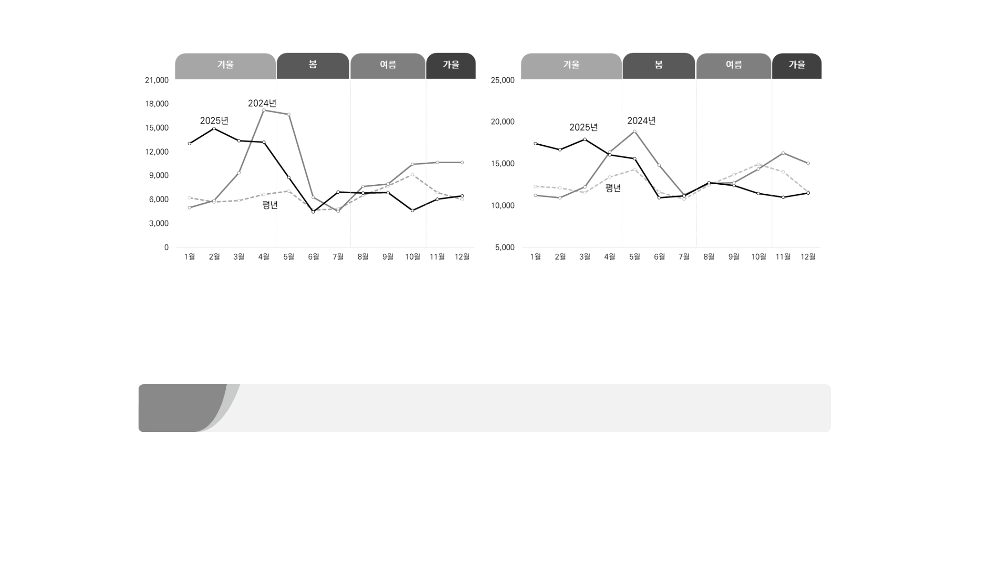 겨울 봄 여름 가을
21,000
18,000
15,000
12,000
9,000
6,000
3,000
0
2024년
2025년
평년
1월 2월 3월 4월 5월 6월 7월 8월 9월 10월 11월 12월
겨울 봄 여름 가을
25,000
20,000
15,000
10,000
5,000
2024년
2025년
평년
1월 2월 3월 4월 5월 6월 7월 8월 9월 10월 11월 12월